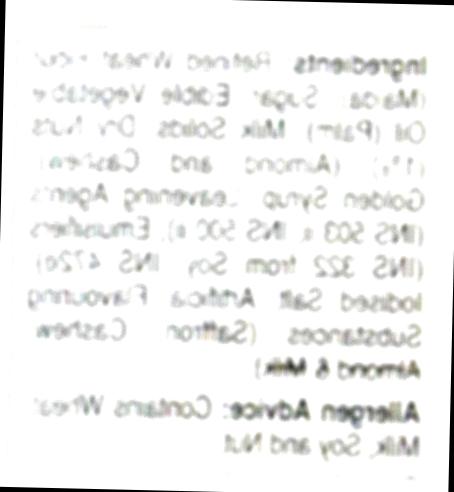 Ingredients Refined Wheat Flour
(Maida) Sugar Edible Vegetable
Oil (Palm) Milk Solids Dry Nuts
(1%) (Almond and Cashew)
Golden Syrup Leavening Agents
(INS 503 ii, INS 500 ii), Emulsifiers
(INS 322 from Soy, INS 472e)
Iodised Salt Artificial Flavouring
Substances (Saffron Cashew
Almond & Milk)
Allergen Advice: Contains Wheat
Milk, Soy and Nut